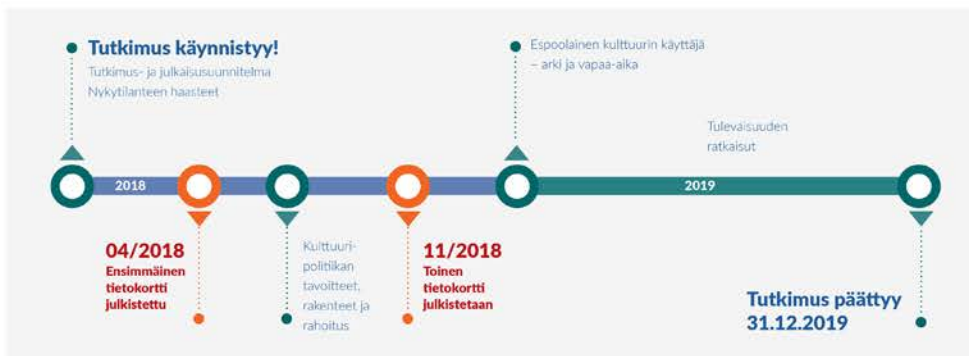 Tutkimus käynnistyy!
Tutkimus- ja julkaisusuunnitelma
Nykytilanteen haasteet
Espoolainen kulttuurin käyttäjä
– arki ja vapaa-aika
Tulevaisuuden
ratkaisut
2018
2019
04/2018
Ensimmäinen
tietokortti
julkistettu
Kulttuuri-
politiikan
tavoitteet,
rakenteet ja
rahoitus
11/2018
Toinen
tietokortti
julkistetaan
Tutkimus päättyy
31.12.2019